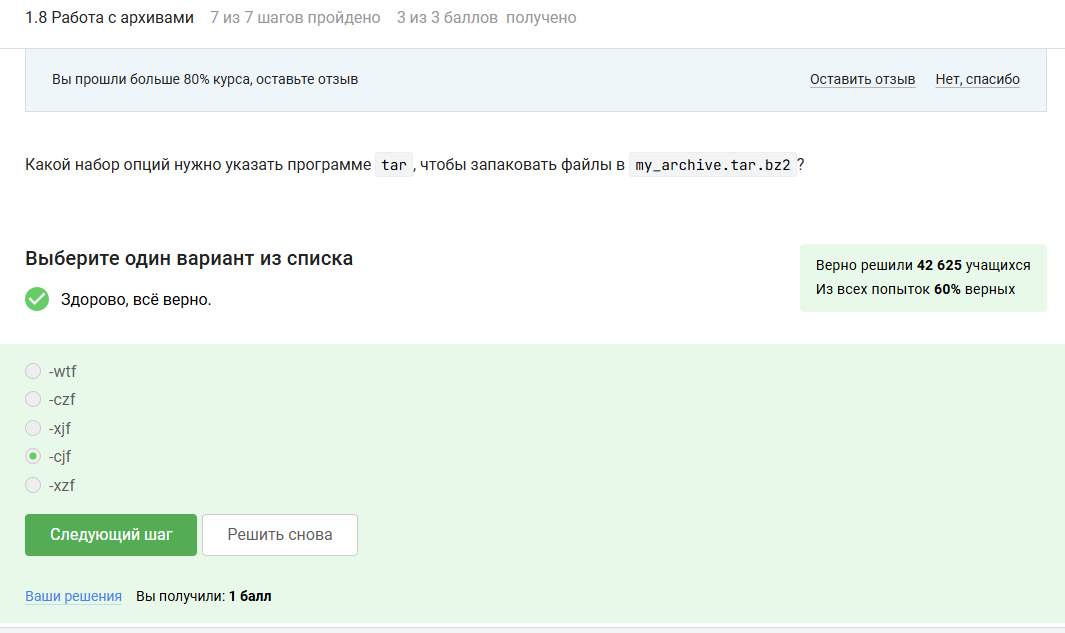 1.8 Работа с архивами 7 из 7 шагов пройдено 3 из 3 баллов получено
Вы прошли больше 80% курса, оставьте отзыв Оставить отзыв Нет, спасибо
Какой набор опций нужно указать программе tar, чтобы запаковать файлы в my_archive.tar.bz2?
Выберите один вариант из списка
Здорово, всё верно.
Верно решили 42 625 учащихся
Из всех попыток 60% верных
-wtf
-czf
-xjf
-cjf
-xzf
Следующий шаг Решить снова
Ваши решения Вы получили: 1 балл